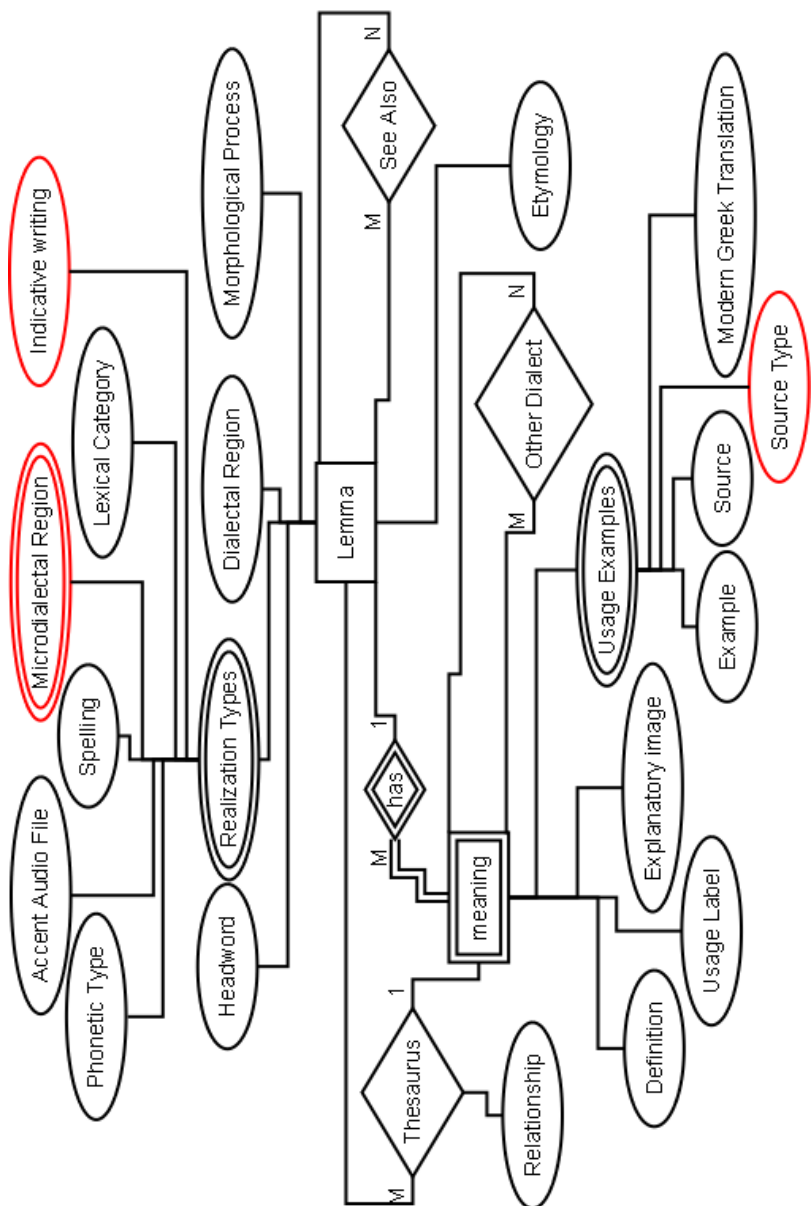 Phonetic Type
Accent Audio File
Spelling
Microdialectal Region
Lexical Category
Indicative writing
Headword
Realization Types
Dialectal Region
Morphological Process
Lemma
M
Thesaurus
1
Relationship
M
has
1
meaning
M
See Also
N
Etymology
M
Other Dialect
N
Definition
Usage Label
Explanatory image
Usage Examples
Example
Source
Source Type
Modern Greek Translation